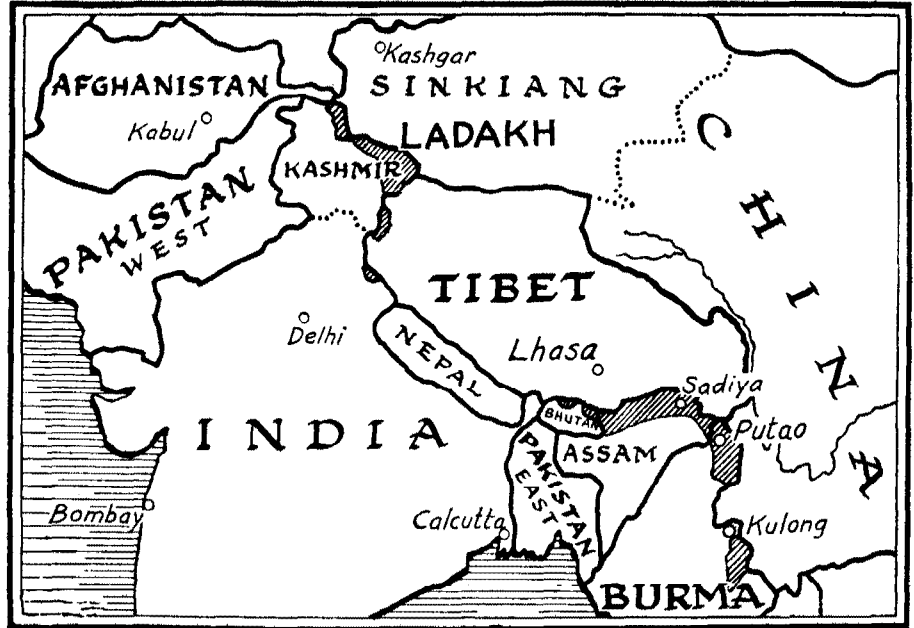 Kashgar
AFGHANISTAN
SINKIANG
Kabul
LADAKH
CHINA
KASHMIR
PAKISTAN
WEST
TIBET
Delhi
NEPAL
Lhasa
Sadiya
BHUTAN
Putao
INDIA
ASSAM
PAKISTAN
EAST
Bombay
Calcutta
Kulong
BURMA